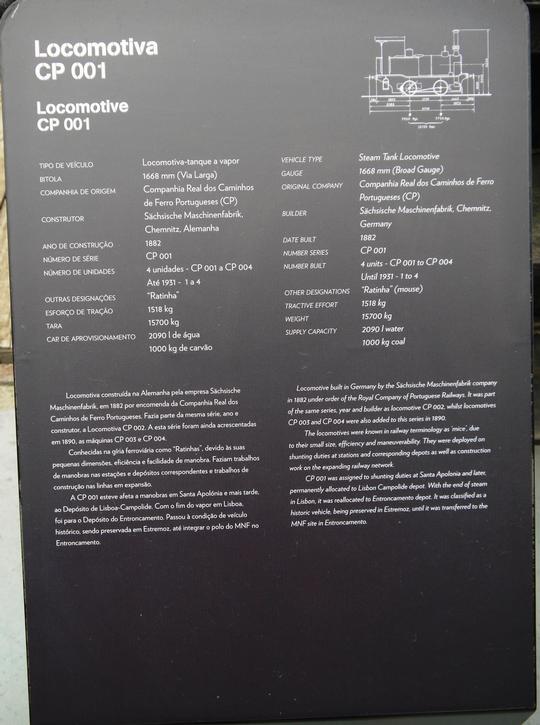 Locomotiva
CP 001
Locomotive
CP 001
TIPO DE VEÍCULO Locomotiva-tanque a vapor
BITOLA 1668 mm (Via Larga)
COMPANHIA DE ORIGEM Companhia Real dos Caminhos
de Ferro Portugueses (CP)
CONSTRUTOR Sächsische Maschinenfabrik,
Chemnitz, Alemanha
ANO DE CONSTRUÇÃO 1882
NÚMERO DE SÉRIE CP 001
NÚMERO DE UNIDADES 4 unidades - CP 001 a CP 004
Até 1931 - 1 a 4
OUTRAS DESIGNAÇÕES "Ratinha"
ESFORÇO DE TRAÇÃO 1518 kg
TARA 15700 kg
CAR DE APROVISIONAMENTO 2090 l de água
1000 kg de carvão
VEHICLE TYPE Steam Tank Locomotive
GAUGE 1668 mm (Broad Gauge)
ORIGINAL COMPANY Companhia Real dos Caminhos de Ferro
Portugueses (CP)
BUILDER Sächsische Maschinenfabrik, Chemnitz,
Germany
DATE BUILT 1882
NUMBER SERIES CP 001
NUMBER BUILT 4 units - CP 001 to CP 004
Until 1931 - 1 to 4
OTHER DESIGNATIONS "Ratinha" (mouse)
TRACTIVE EFFORT 1518 kg
WEIGHT 15700 kg
SUPPLY CAPACITY 2090 l water
1000 kg coal
Locomotiva construída na Alemanha pela empresa Sächsische
Maschinenfabrik, em 1882 por encomenda da Companhia Real dos
Caminhos de Ferro Portugueses. Fazia parte da mesma série, ano e
construtor, a Locomotiva CP 002. A esta série foram ainda acrescentadas
em 1890, as máquinas CP 003 e CP 004.
Conhecidas na gíria ferroviária como "Ratinhas", devido às suas
pequenas dimensões, eficiência e facilidade de manobra. Faziam trabalhos
de manobras nas estações e depósitos correspondentes e trabalhos de
construção nas linhas em expansão.
A CP 001 esteve afeta a manobras em Santa Apolónia e mais tarde,
ao Depósito de Lisboa-Campolide. Com o fim do vapor em Lisboa,
foi para o Depósito do Entroncamento. Passou à condição de veículo
histórico, sendo preservada em Estremoz, até integrar o polo do MNF no
Entroncamento.
Locomotive built in Germany by the Sächsische Maschinenfabrik company
in 1882 under order of the Royal Company of Portuguese Railways. It was part
of the same series, year and builder as locomotive CP 002, whilst locomotives
CP 003 and CP 004 were also added to this series in 1890.
The locomotives were known in railway terminology as 'mice', due
to their small size, efficiency and maneuverability. They were deployed on
shunting duties at stations and corresponding depots as well as construction
work on the expanding railway network.
CP 001 was assigned to shunting duties at Santa Apolonia and later,
permanently allocated to Lisbon Campolide depot. With the end of steam
in Lisbon, it was reallocated to Entroncamento depot. It was classified as a
historic vehicle, being preserved in Estremoz, until it was transferred to the
MNF site in Entroncamento.